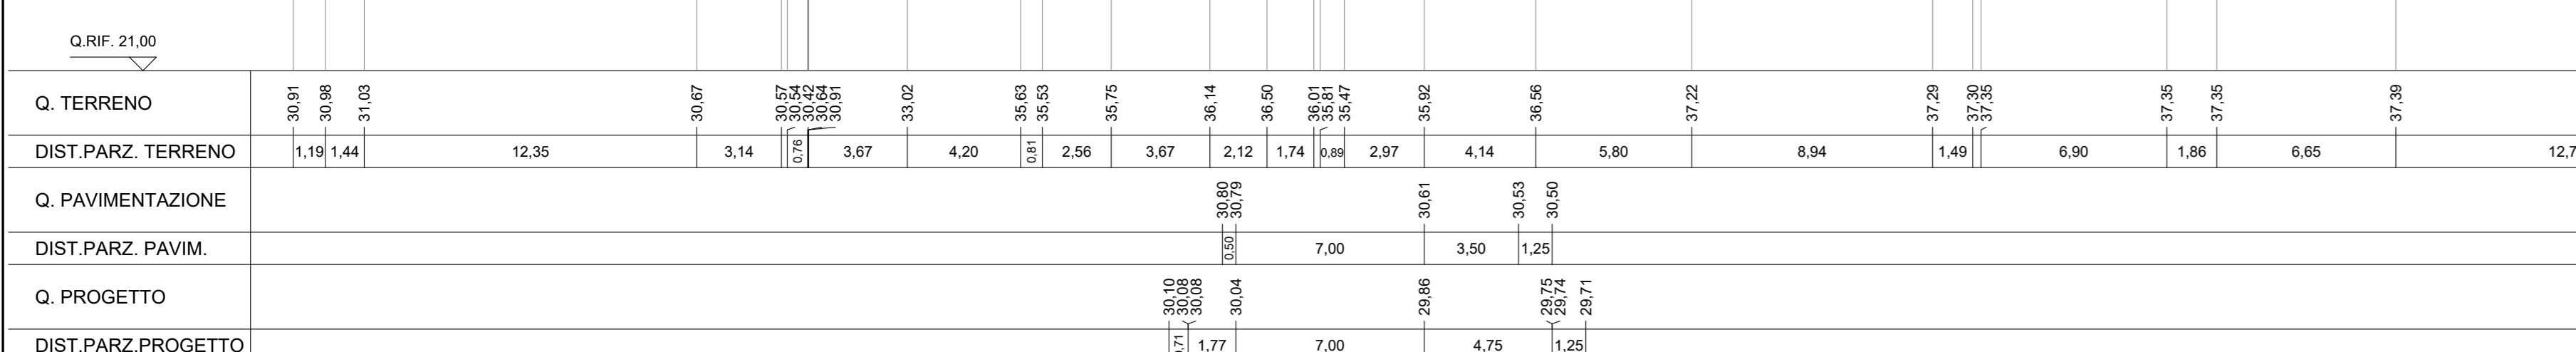 Q.RIF. 21,00
Q. TERRENO 30,91 30,98 31,03 30,67 30,57 30,54 30,42 30,64 30,91 33,02 35,63 35,53 35,75 36,14 36,50 36,01 35,81 35,47 35,92 36,56 37,22 37,29 37,30 37,35 37,35 37,35 37,39
DIST.PARZ. TERRENO 1,19 1,44 12,35 3,14 0,76 3,67 4,20 0,81 2,56 3,67 2,12 1,74 0,89 2,97 4,14 5,80 8,94 1,49 6,90 1,86 6,65 12,7
Q. PAVIMENTAZIONE 30,80 30,79 30,61 30,53 30,50
DIST.PARZ. PAVIM. 0,50 7,00 3,50 1,25
Q. PROGETTO 30,10 30,08 30,08 30,04 29,86 29,75 29,74 29,71
DIST.PARZ.PROGETTO ,71 1,77 7,00 4,75 1,25